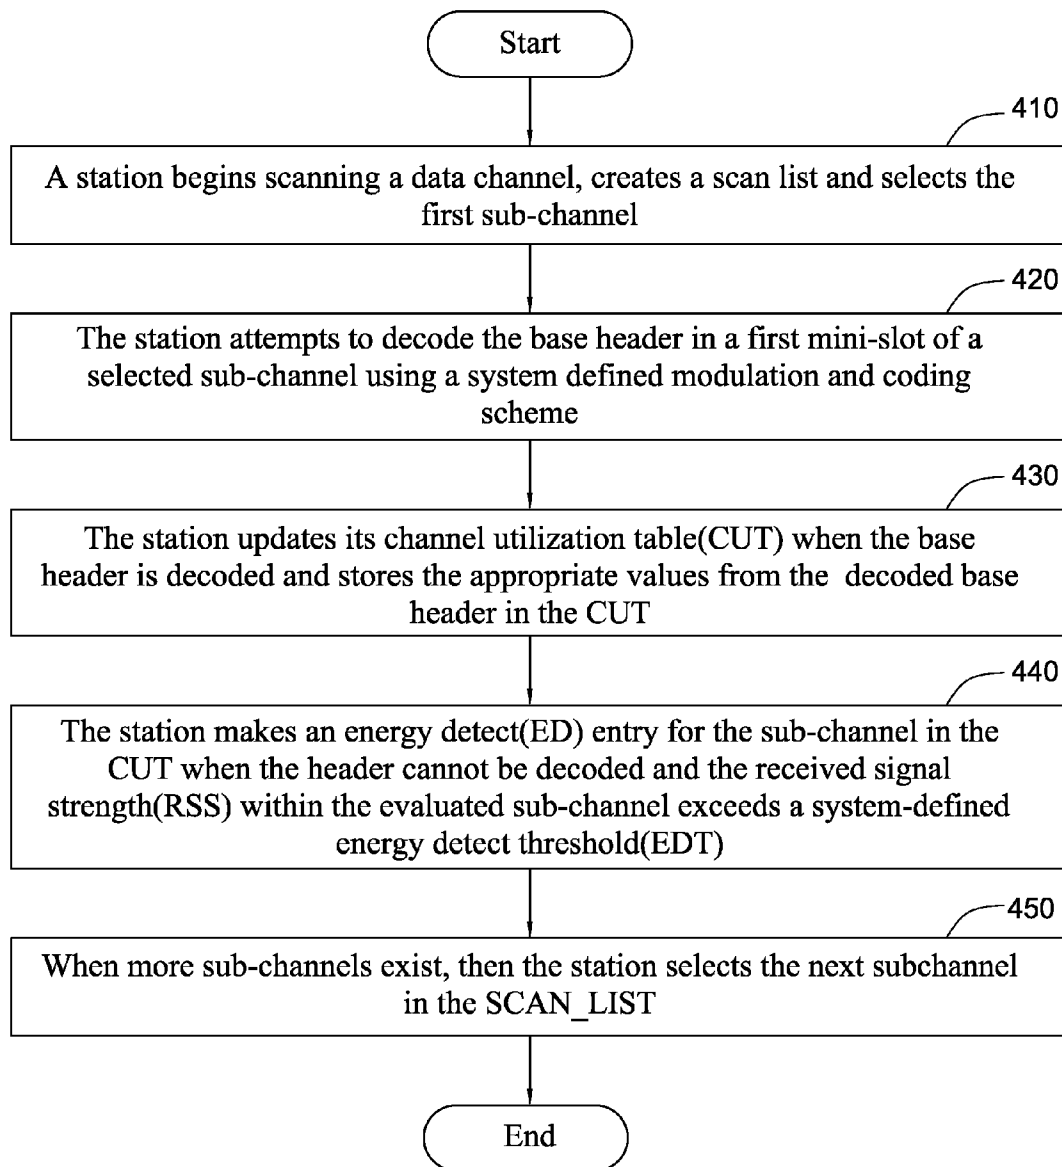 Start
410
A station begins scanning a data channel, creates a scan list and selects the
first sub-channel
420
The station attempts to decode the base header in a first mini-slot of a
selected sub-channel using a system defined modulation and coding
scheme
430
The station updates its channel utilization table(CUT) when the base
header is decoded and stores the appropriate values from the decoded base
header in the CUT
440
The station makes an energy detect(ED) entry for the sub-channel in the
CUT when the header cannot be decoded and the received signal
strength(RSS) within the evaluated sub-channel exceeds a system-defined
energy detect threshold(EDT)
450
When more sub-channels exist, then the station selects the next subchannel
in the SCAN_LIST
End